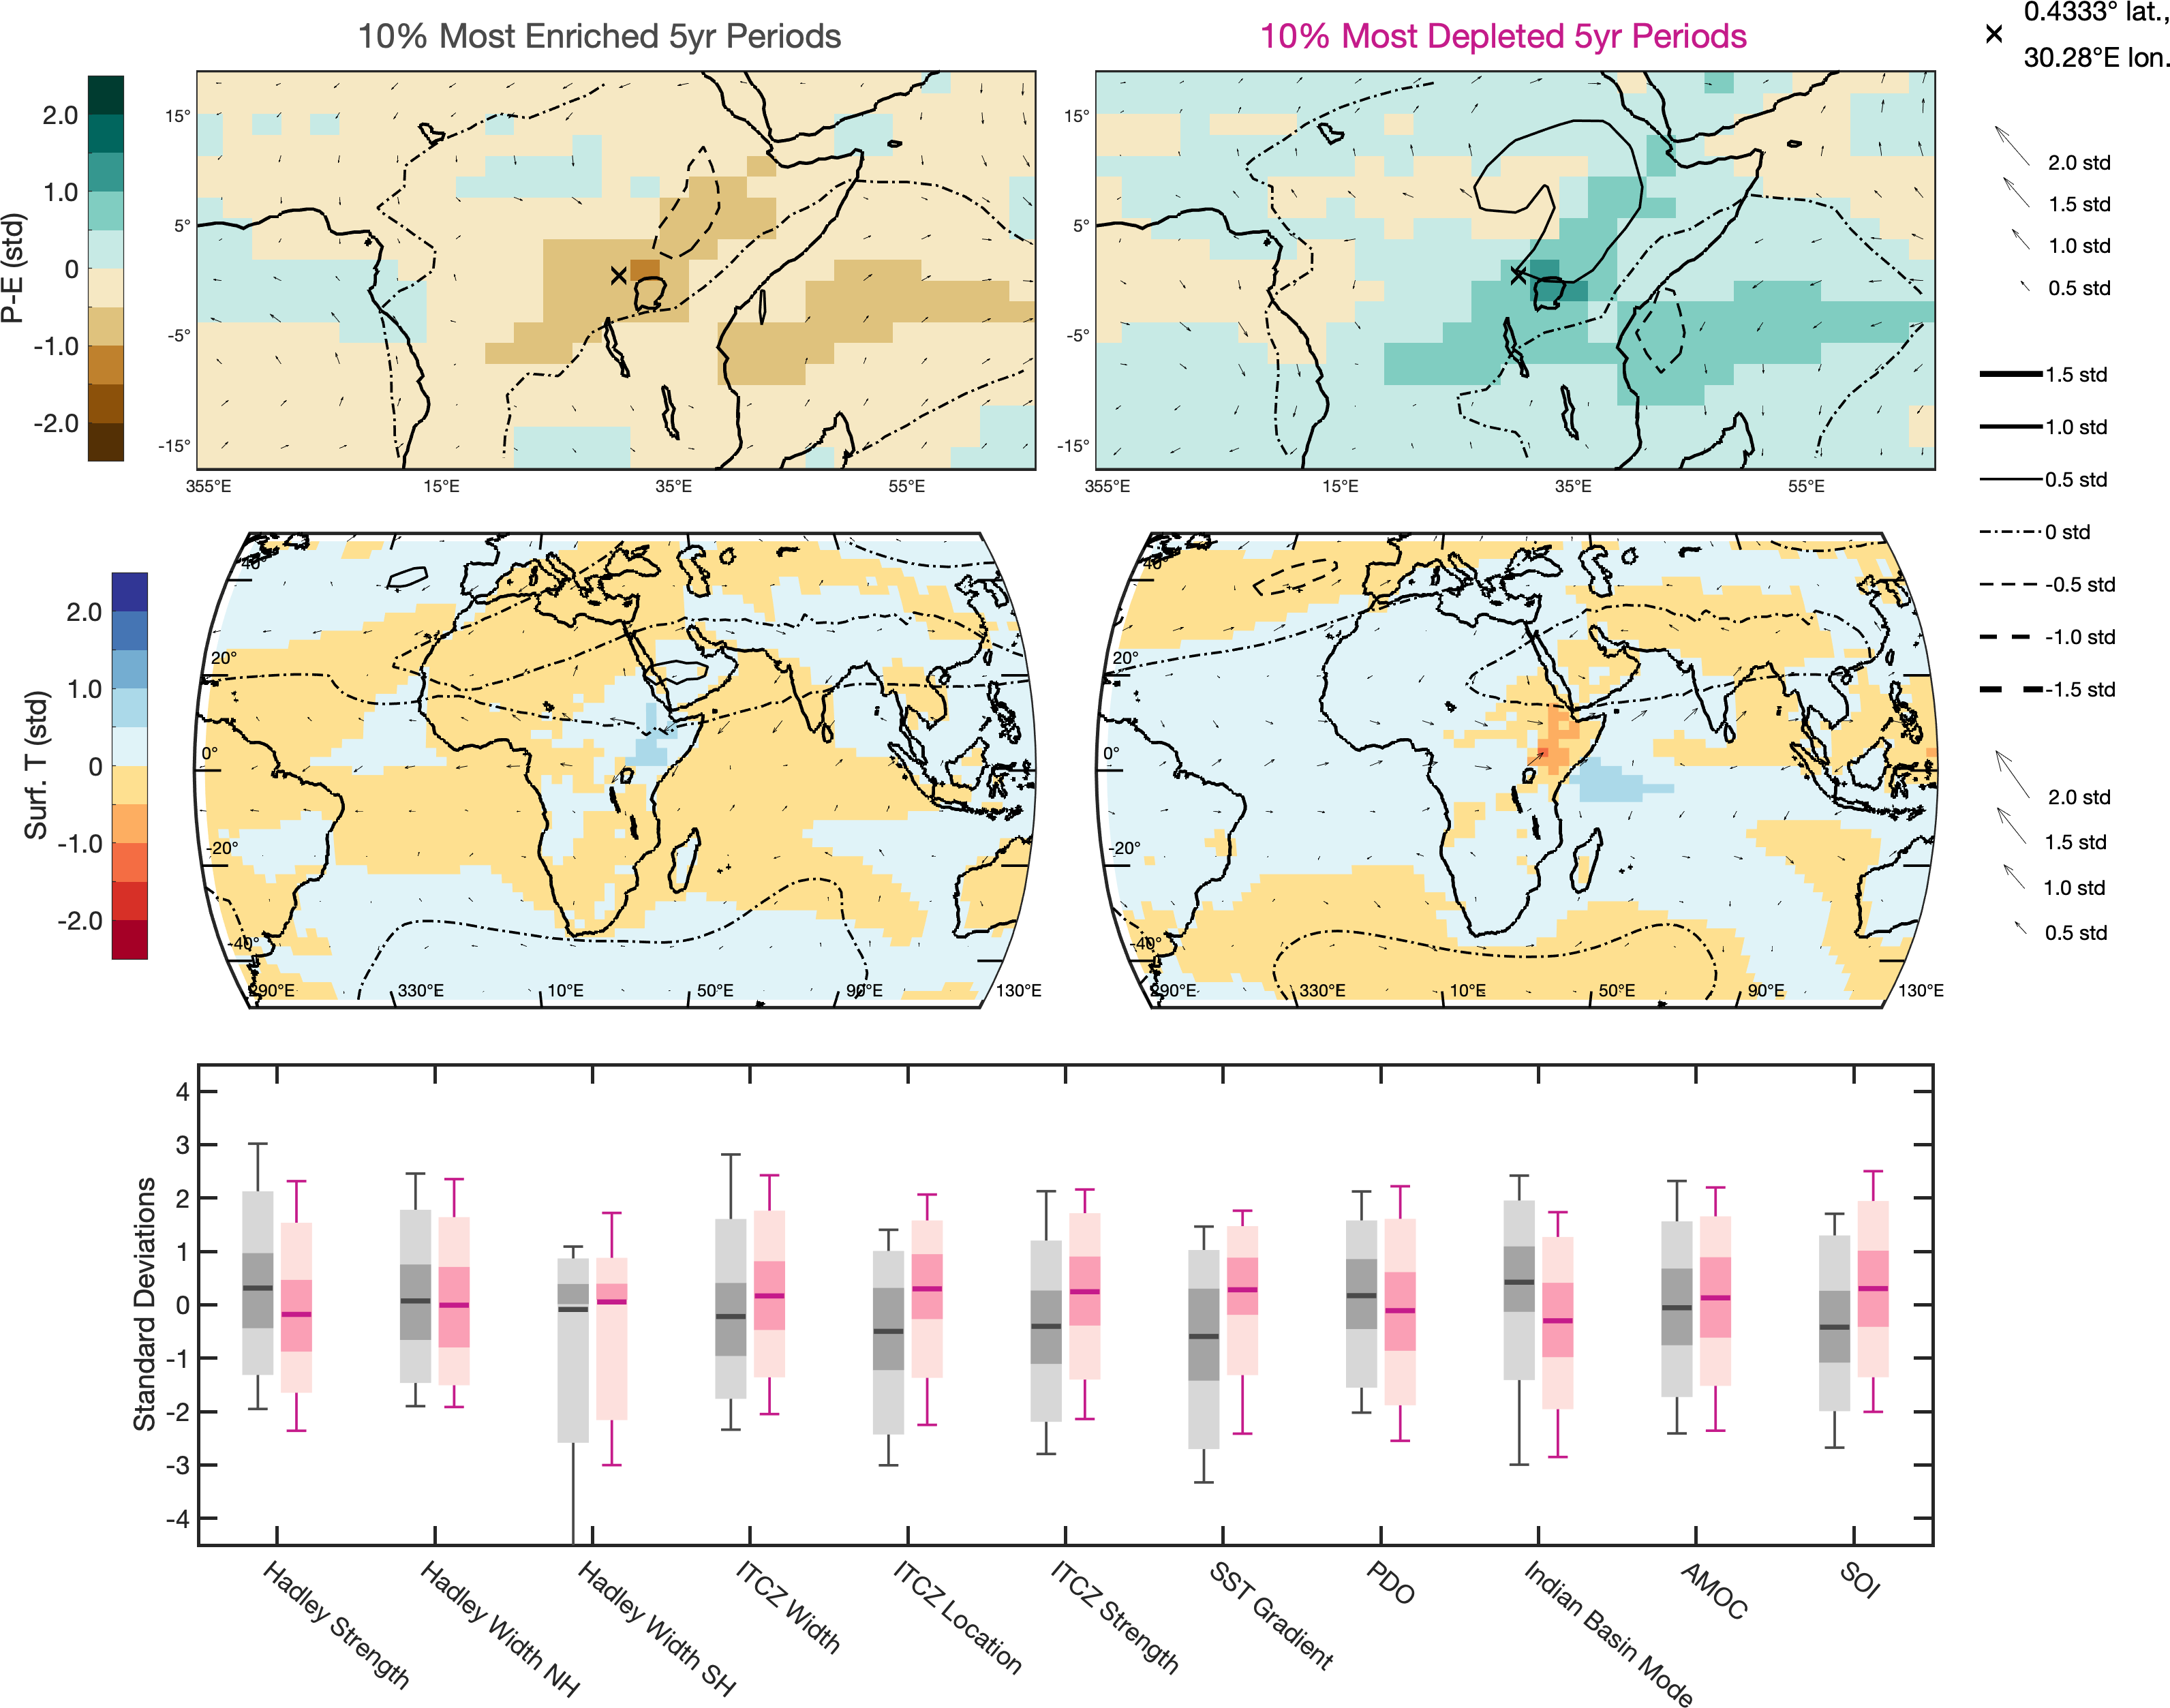 10% Most Enriched 5yr Periods
10% Most Depleted 5yr Periods
0.4333° lat.,
30.28°E lon.
P-E (std)
2.0
1.0
0
-1.0
-2.0
15°
5°
-5°
-15°
355°E
15°E
35°E
55°E
15°
5°
-5°
-15°
355°E
15°E
35°E
55°E
2.0 std
1.5 std
1.0 std
0.5 std
1.5 std
1.0 std
0.5 std
0 std
-0.5 std
-1.0 std
-1.5 std
Surf. T (std)
2.0
1.0
0
-1.0
-2.0
40°
20°
0°
-20°
-40°
290°E
330°E
10°E
50°E
90°E
130°E
40°
20°
0°
-20°
-40°
290°E
330°E
10°E
50°E
90°E
130°E
2.0 std
1.5 std
1.0 std
0.5 std
Standard Deviations
4
3
2
1
0
-1
-2
-3
-4
Hadley Strength
Hadley Width NH
Hadley Width SH
ITCZ Width
ITCZ Location
ITCZ Strength
SST Gradient
PDO
Indian Basin Mode
AMOC
SOI